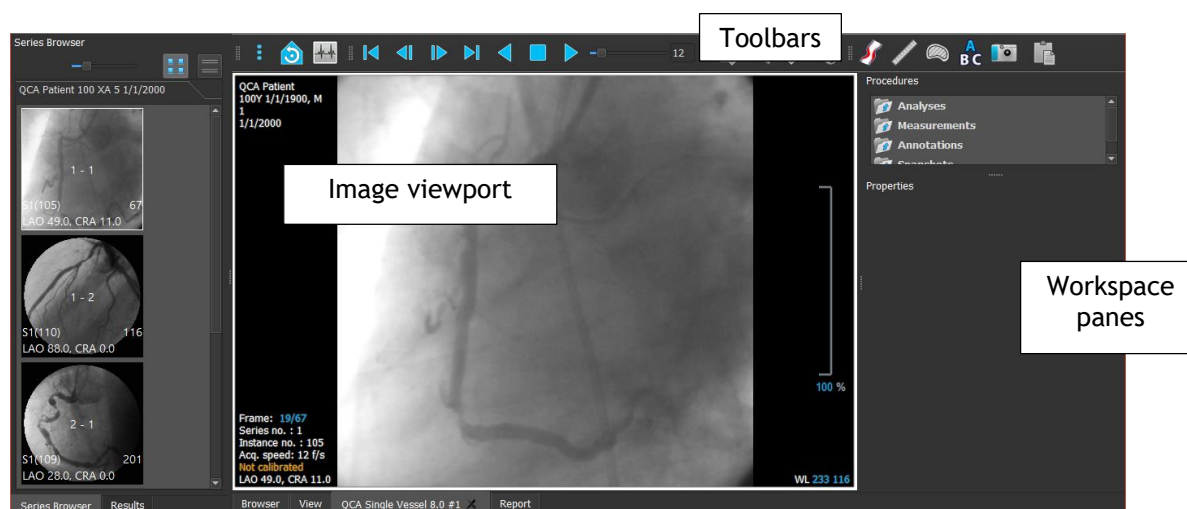 Series Browser
12
Toolbars
A
B C
QCA Patient 100 XA 5 1/1/2000
1 - 1
S1(105) 67
LAO 49.0, CRA 11.0
1 - 2
S1(110) 116
LAO 88.0, CRA 0.0
2 - 1
S1(109) 201
LAO 28.0, CRA 0.0
Series Browser Results
QCA Patient
100Y 1/1/1900, M
1
1/1/2000
Image viewport
100 %
Frame: 19/67
Series no. : 1
Instance no. : 105
Acq. speed: 12 f/s
Not calibrated
LAO 49.0, CRA 11.0
WL 233 116
Browser View QCA Single Vessel 8.0 #1 Report
Procedures
Analyses
Measurements
Annotations
Snapshots
Properties
Workspace
panes